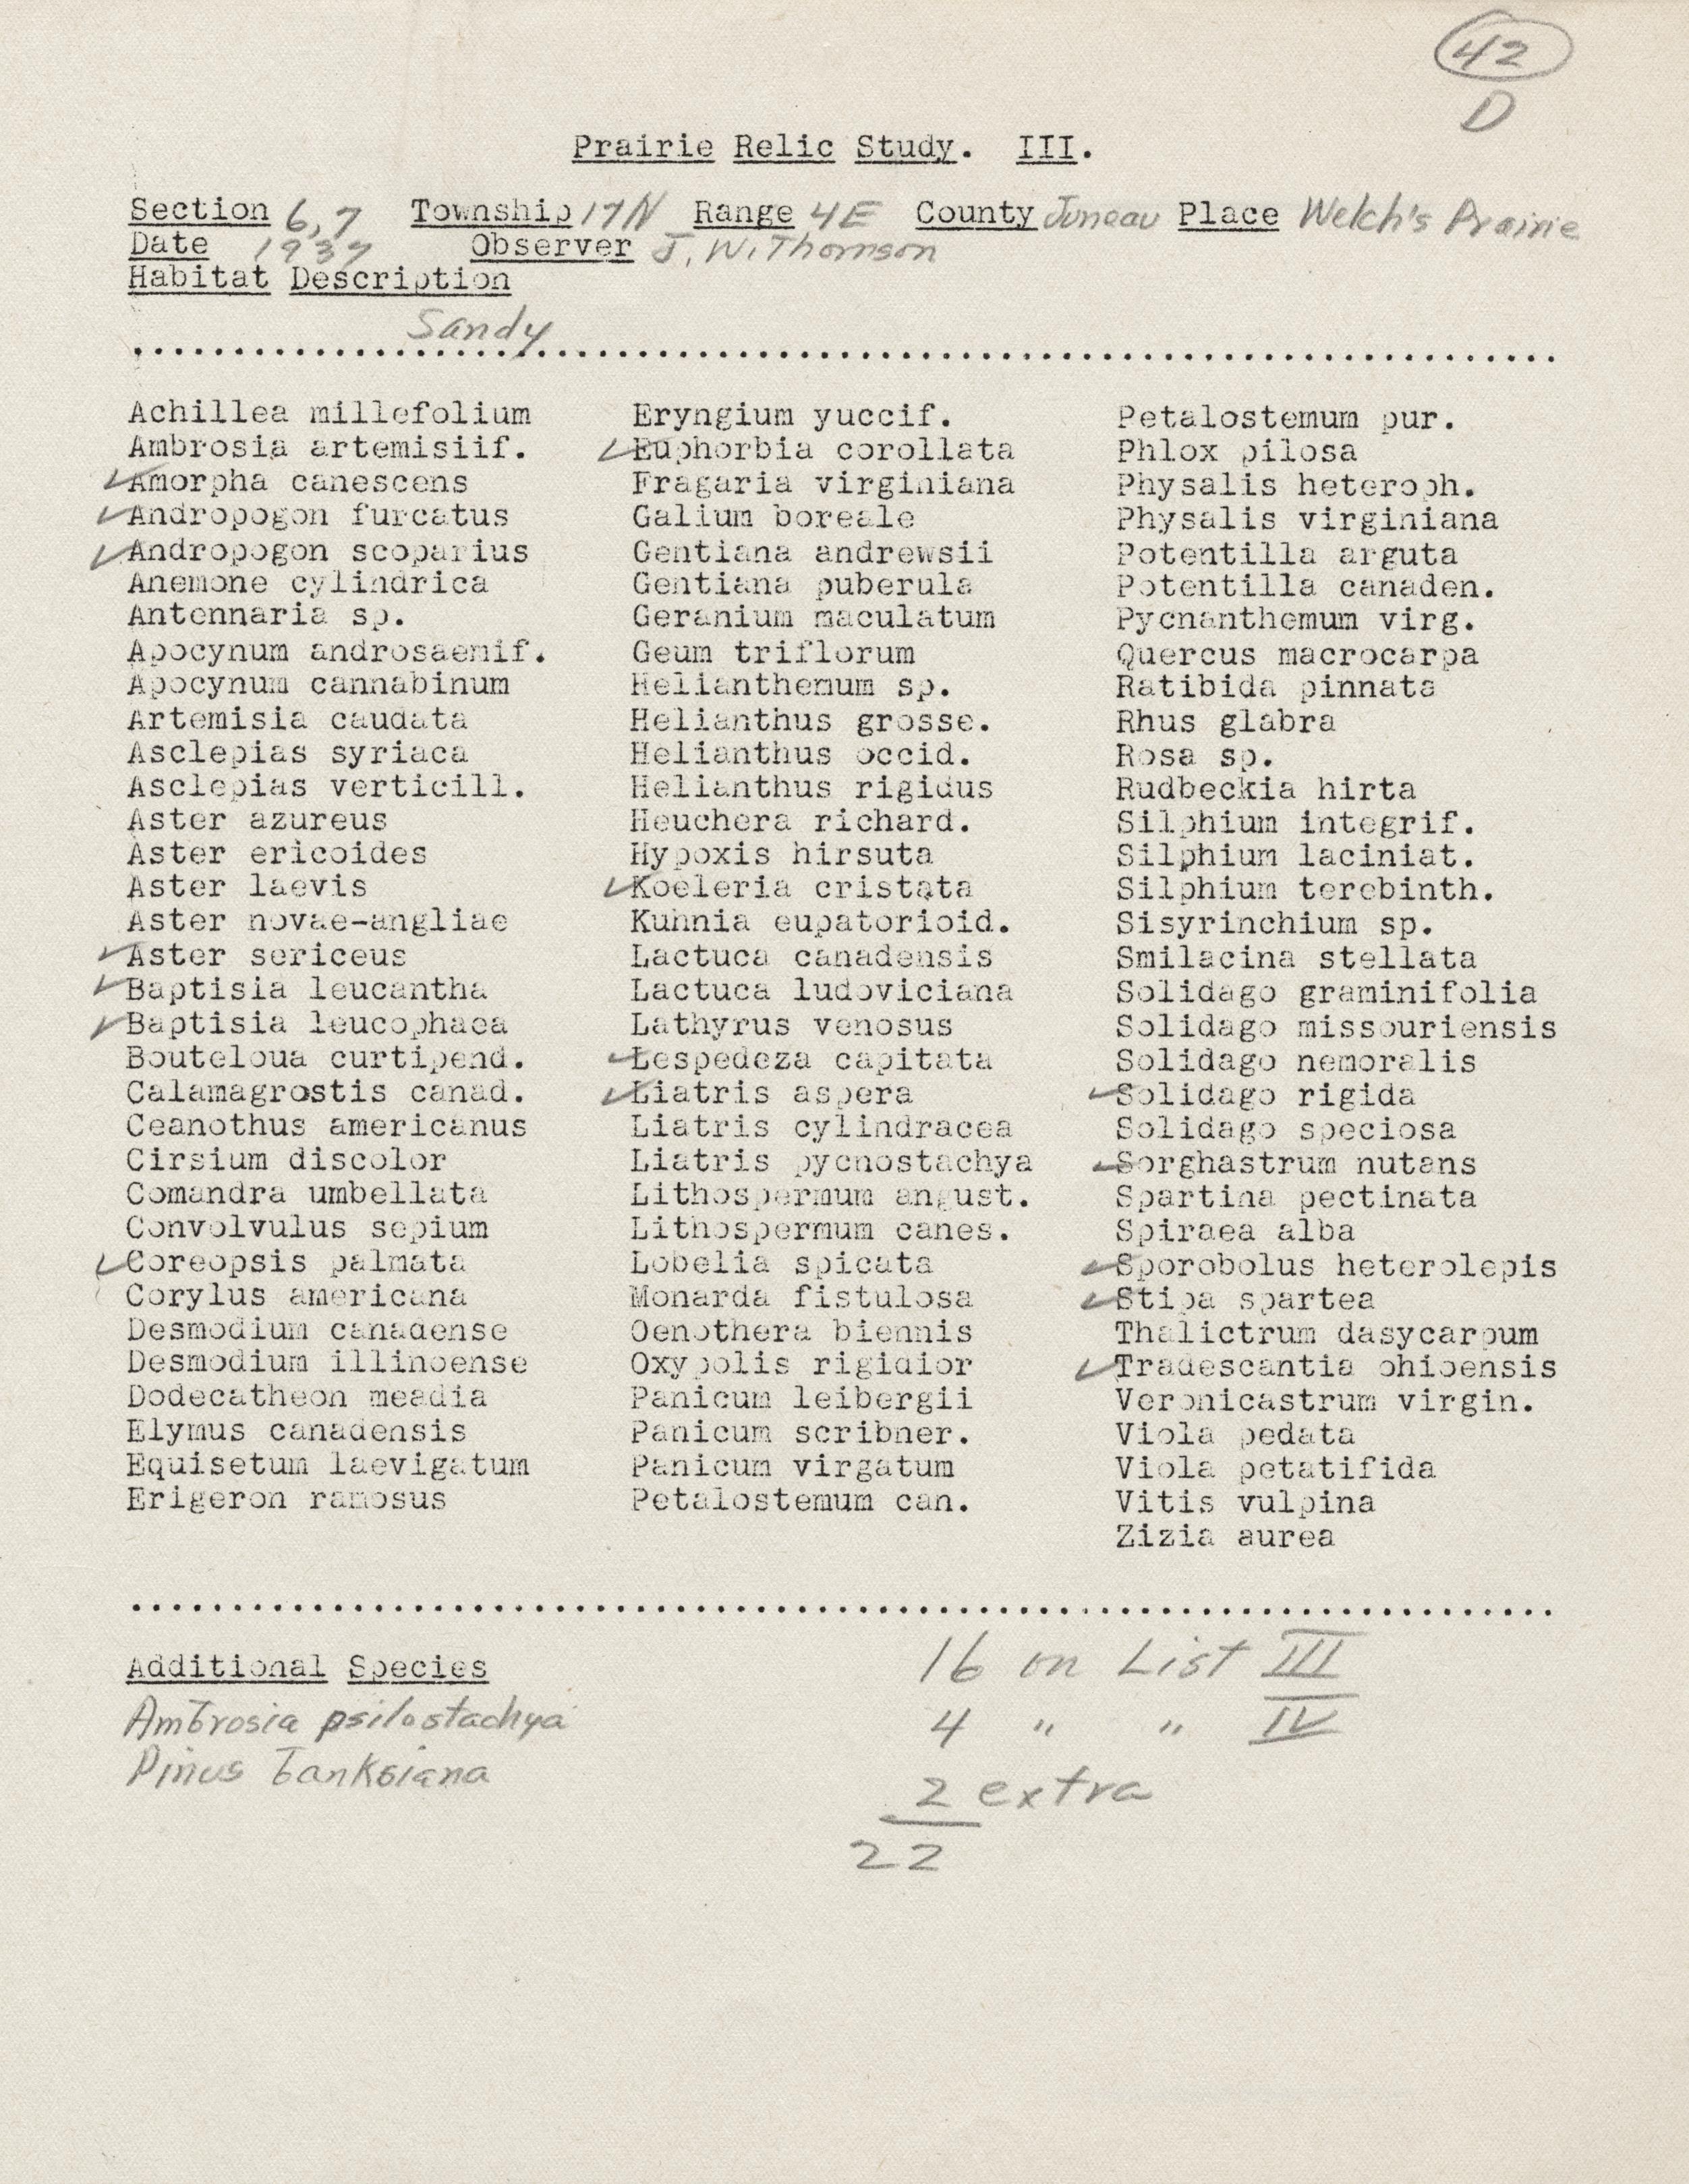 42
D
Prairie Relic Study. III.
Section 6,7 Township 17N Range 4E County Juneau Place Welch's Prairie
Date 1937 Observer J. W. Thomson
Habitat Description
Sandy
Achillea millefolium
Ambrosia artemisiif.
✓Amorpha canescens
✓Andropogon furcatus
✓Andropogon scoparius
Anemone cylindrica
Antennaria sp.
Apocynum androsaemif.
Apocynum cannabinum
Artemisia caudata
Asclepias syriaca
Asclepias verticill.
Aster azureus
Aster ericoides
Aster laevis
Aster novae-angliae
✓Aster sericeus
✓Baptisia leucantha
✓Baptisia leucophaea
Bouteloua curtipend.
Calamagrostis canad.
Ceanothus americanus
Cirsium discolor
Comandra umbellata
Convolvulus sepium
✓Coreopsis palmata
Corylus americana
Desmodium canadense
Desmodium illinoense
Dodecatheon meadia
Elymus canadensis
Equisetum laevigatum
Erigeron ramosus
Eryngium yuccif.
✓Euphorbia corollata
Fragaria virginiana
Galium boreale
Gentiana andrewsii
Gentiana puberula
Geranium maculatum
Geum triflorum
Helianthemum sp.
Helianthus grosse.
Helianthus occid.
Helianthus rigidus
Heuchera richard.
Hypoxis hirsuta
✓Koeleria cristata
Kuhnia eupatorioid.
Lactuca canadensis
Lactuca ludoviciana
Lathyrus venosus
✓Lespedeza capitata
✓Liatris aspera
Liatris cylindracea
Liatris pycnostachya
Lithospermum angust.
Lithospermum canes.
Lobelia spicata
Monarda fistulosa
Oenothera biennis
Oxypolis rigidior
Panicum leibergii
Panicum scribner.
Panicum virgatum
Petalostemum can.
Petalostemum pur.
Phlox pilosa
Physalis heteroph.
Physalis virginiana
Potentilla arguta
Potentilla canaden.
Pycnanthemum virg.
Quercus macrocarpa
Ratibida pinnata
Rhus glabra
Rosa sp.
Rudbeckia hirta
Silphium integrif.
Silphium laciniat.
Silphium terebinth.
Sisyrinchium sp.
Smilacina stellata
Solidago graminifolia
Solidago missouriensis
Solidago nemoralis
✓Solidago rigida
Solidago speciosa
✓Sorghastrum nutans
Spartina pectinata
Spiraea alba
✓Sporobolus heterolepis
✓Stipa spartea
Thalictrum dasycarpum
✓Tradescantia ohioensis
Veronicastrum virgin.
Viola pedata
Viola petatifida
Vitis vulpina
Zizia aurea
Additional Species
Ambrosia psilostachya
Pinus banksiana
16 on List III
4 " " IV
2 extra
22